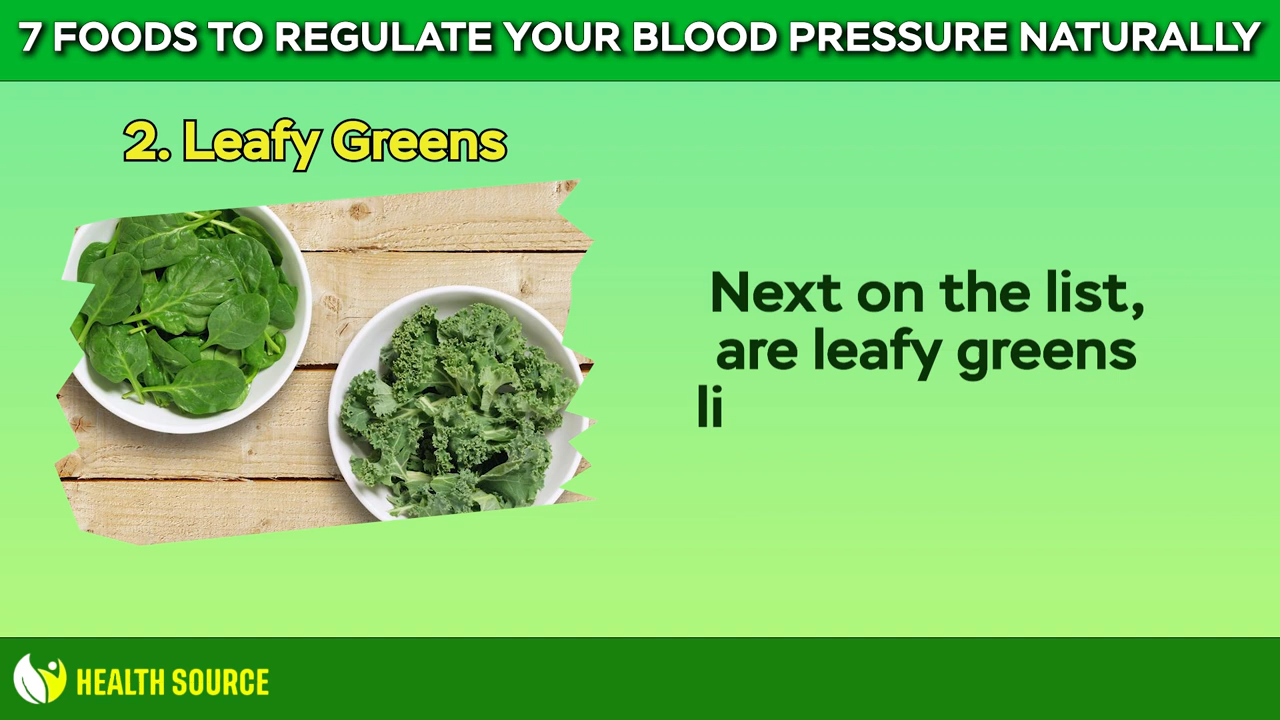 7 FOODS TO REGULATE YOUR BLOOD PRESSURE NATURALLY
2. Leafy Greens
Next on the list,
are leafy greens
li
HEALTH SOURCE